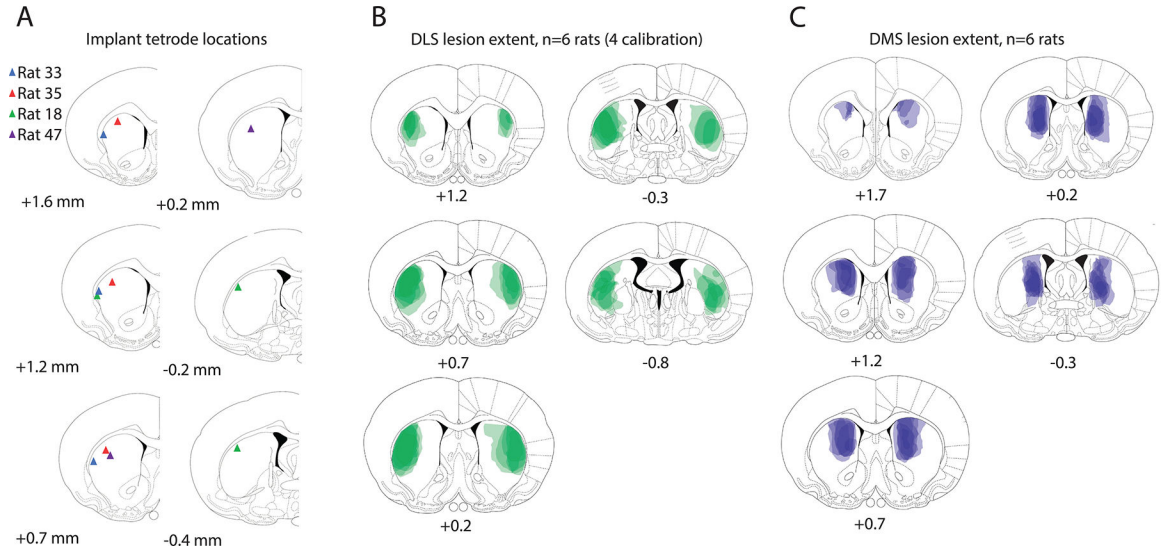 A
Implant tetrode locations
Rat 33
Rat 35
Rat 18
Rat 47
+1.6 mm
+0.2 mm
+1.2 mm
-0.2 mm
+0.7 mm
-0.4 mm
B
DLS lesion extent, n=6 rats (4 calibration)
+1.2
-0.3
+0.7
-0.8
+0.2
C
DMS lesion extent, n=6 rats
+1.7
+0.2
+1.2
-0.3
+0.7